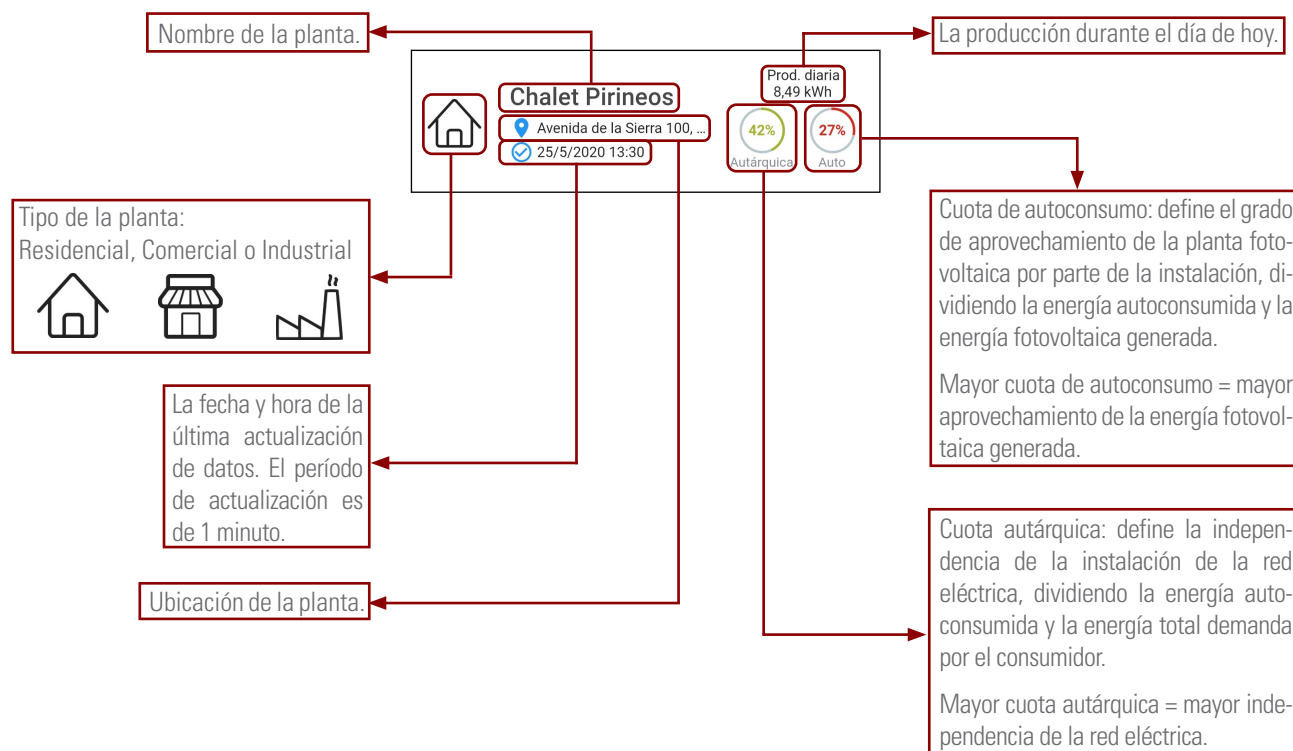 Nombre de la planta.
La producción durante el día de hoy.
Prod. diaria
8,49 kWh
Chalet Pirineos
Avenida de la Sierra 100, ...
25/5/2020 13:30
42%
Autárquica
27%
Auto
Tipo de la planta:
Residencial, Comercial o Industrial
La fecha y hora de la
última actualización
de datos. El período
de actualización es
de 1 minuto.
Ubicación de la planta.
Cuota de autoconsumo: define el grado
de aprovechamiento de la planta foto-
voltaica por parte de la instalación, di-
vidiendo la energía autoconsumida y la
energía fotovoltaica generada.
Mayor cuota de autoconsumo = mayor
aprovechamiento de la energía fotovol-
taica generada.
Cuota autárquica: define la indepen-
dencia de la instalación de la red
eléctrica, dividiendo la energía auto-
consumida y la energía total demanda
por el consumidor.
Mayor cuota autárquica = mayor inde-
pendencia de la red eléctrica.